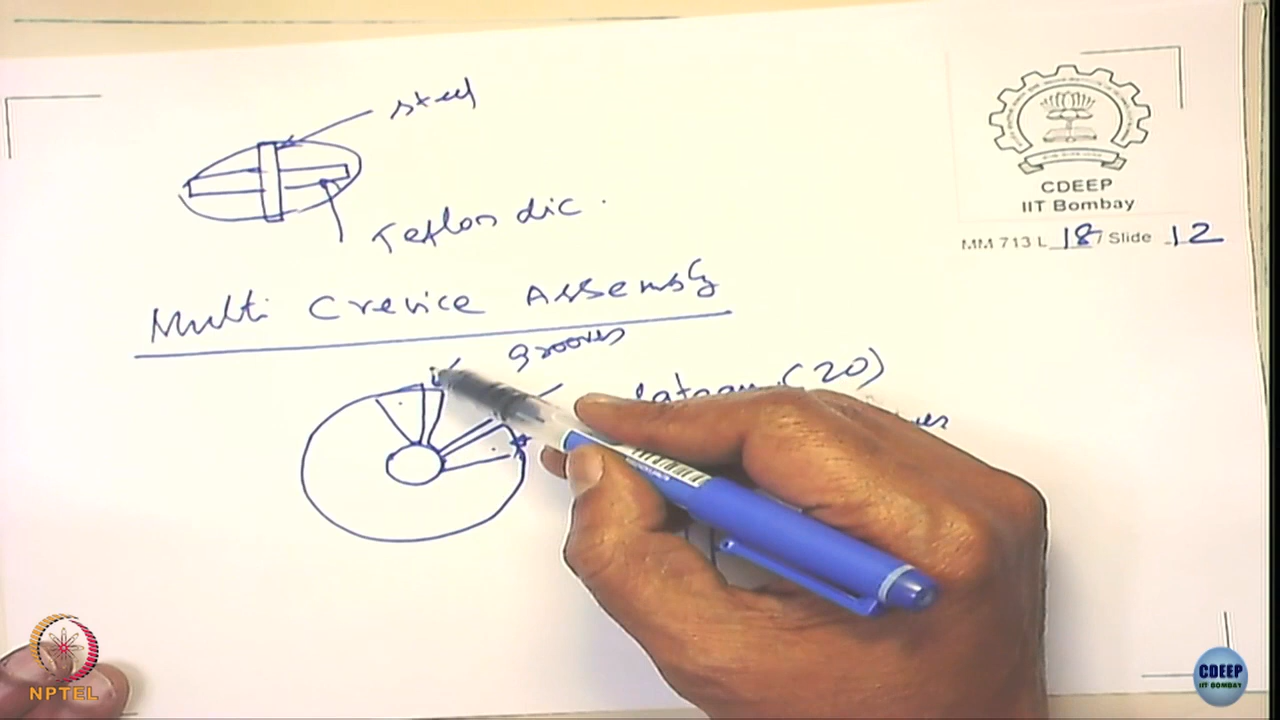 steel
Teflon dic.
Multi Crevice Assembly
grooves
(20)
CDEEP
IIT Bombay
MM 713 L 18 / Slide 12
NPTEL
CDEEP
IIT BOMBAY